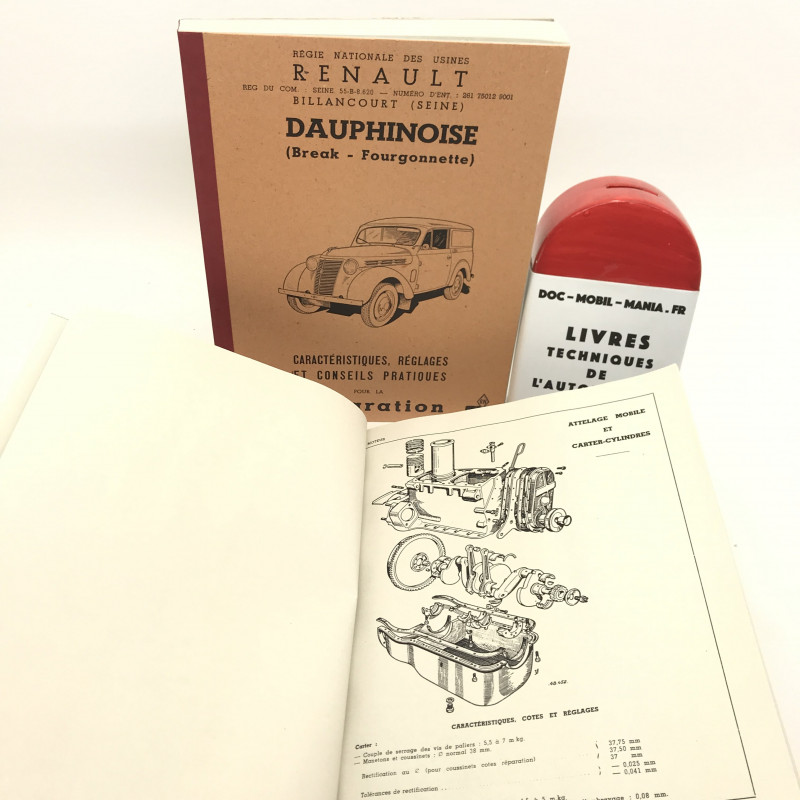 RÉGIE NATIONALE DES USINES
RENAULT
REG DU COM. : SEINE 55-B-8.620 — NUMÉRO D'ENT. : 261 75012 9001
BILLANCOURT (SEINE)
DAUPHINOISE
(Break - Fourgonnette)
CARACTÉRISTIQUES, RÉGLAGES
ET CONSEILS PRATIQUES
POUR LA
DOC-MOBIL-MANIA.FR
LIVRES
TECHNIQUES
DE
MOTEUR
ATTELAGE MOBILE
ET
CARTER-CYLINDRES
CARACTÉRISTIQUES, COTES ET RÉGLAGES
Carter :
— Couple de serrage des vis de paliers : 5,5 à 7 m.kg.
— Manetons et coussinets : ∅ normal 38 mm.
37,75 mm
37,50 mm
Rectification au ∅ (pour coussinets cotes réparation)
37 mm
Tolérances de rectification
— 0,025 mm
— 0,041 mm
0,08 mm.